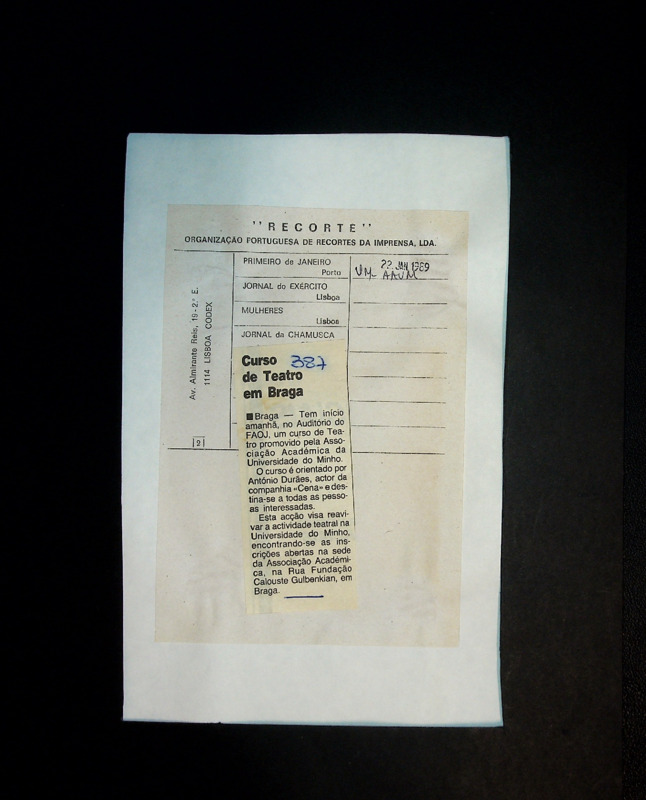 "RECORTE"
ORGANIZAÇÃO PORTUGUESA DE RECORTES DA IMPRENSA, LDA.
Av. Almirante Reis, 19 - 2.º E.
1114 LISBOA CODEX
|2|
PRIMEIRO de JANEIRO
Porto
22 JAN 1989
UM AAUM
JORNAL do EXÉRCITO
Lisboa
MULHERES
Lisboa
JORNAL da CHAMUSCA
Curso 387
de Teatro
em Braga
■ Braga — Tem início
amanhã, no Auditório do
FAOJ, um curso de Tea-
tro promovido pela Asso-
ciação Académica da
Universidade do Minho.
O curso é orientado por
António Durães, actor da
companhia «Cena» e des-
tina-se a todas as pesso-
as interessadas.
Esta acção visa reavi-
var a actividade teatral na
Universidade do Minho,
encontrando-se as ins-
crições abertas na sede
da Associação Académi-
ca, na Rua Fundação
Calouste Gulbenkian, em
Braga.